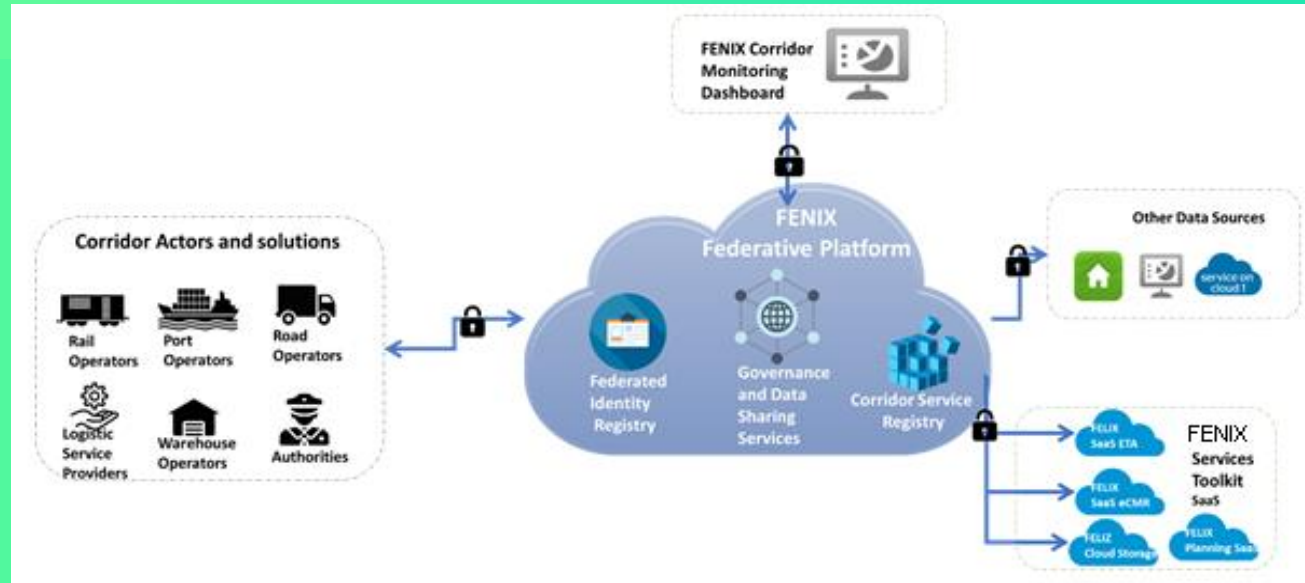 FENIX Corridor
Monitoring
Dashboard
FENIX
Federative Platform
Other Data Sources
service on
cloud !
Corridor Actors and solutions
Rail
Operators
Port
Operators
Road
Operators
Logistic
Service
Providers
Warehouse
Operators
Authorities
Federated
Identity
Registry
Governance
and Data
Sharing
Services
Corridor Service
Registry
FELIX
SaaS ETA
FENIX
Services
Toolkit
SaaS
FELIX
SaaS eCMR
FELIZ
Cloud Storage
FELIX
Planning SaaS